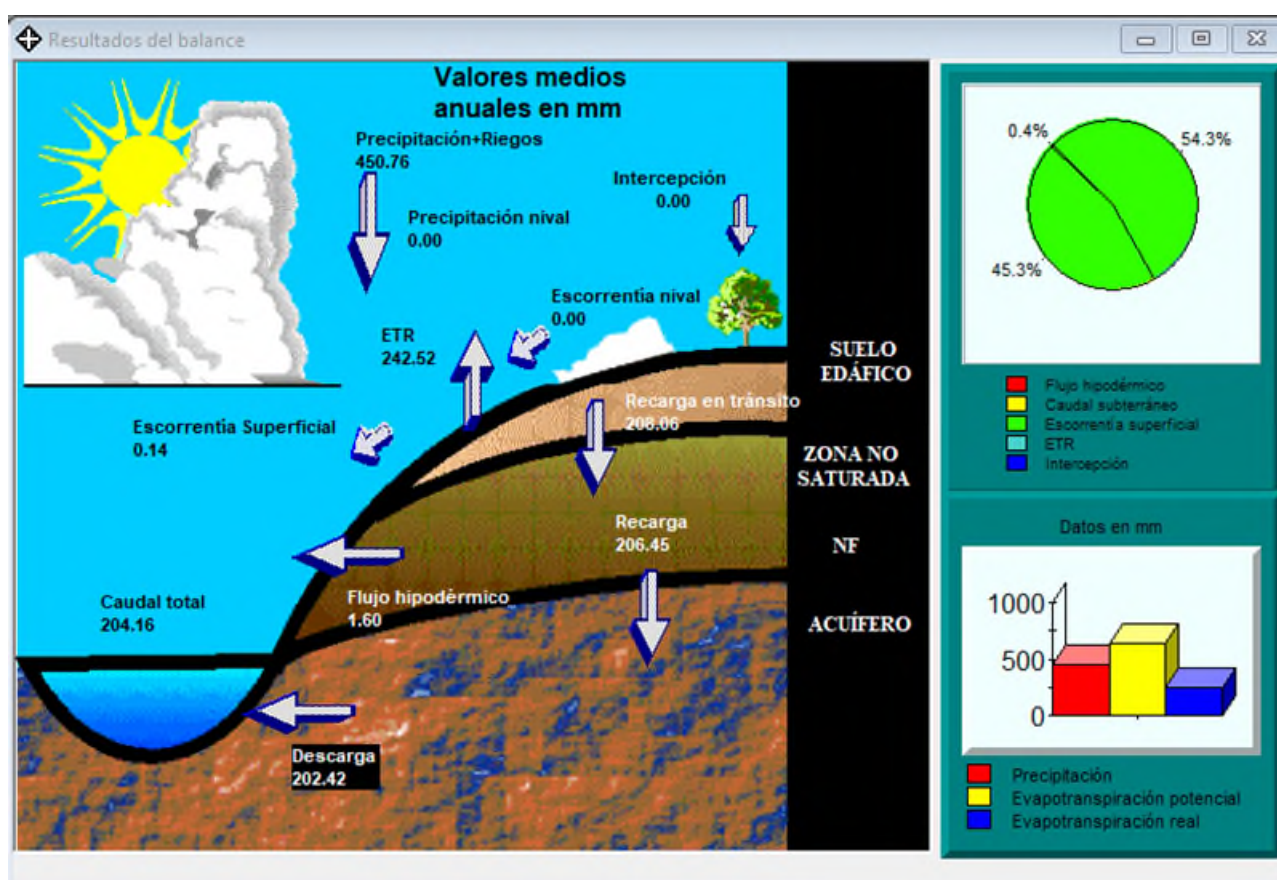 Resultados del balance
Valores medios
anuales en mm
Precipitación+Riegos
450.76
Intercepción
0.00
Precipitación nival
0.00
Escorrentía nival
0.00
ETR
242.52
Escorrentía Superficial
0.14
Recarga en tránsito
208.06
Recarga
206.45
Flujo hipodérmico
1.60
Caudal total
204.16
Descarga
202.42
SUELO
EDÁFICO
ZONA NO
SATURADA
NF
ACUÍFERO
0.4%
54.3%
45.3%
Flujo hipodérmico
Caudal subterráneo
Escorrentía superficial
ETR
Intercepción
Datos en mm
1000
500
0
Precipitación
Evapotranspiración potencial
Evapotranspiración real